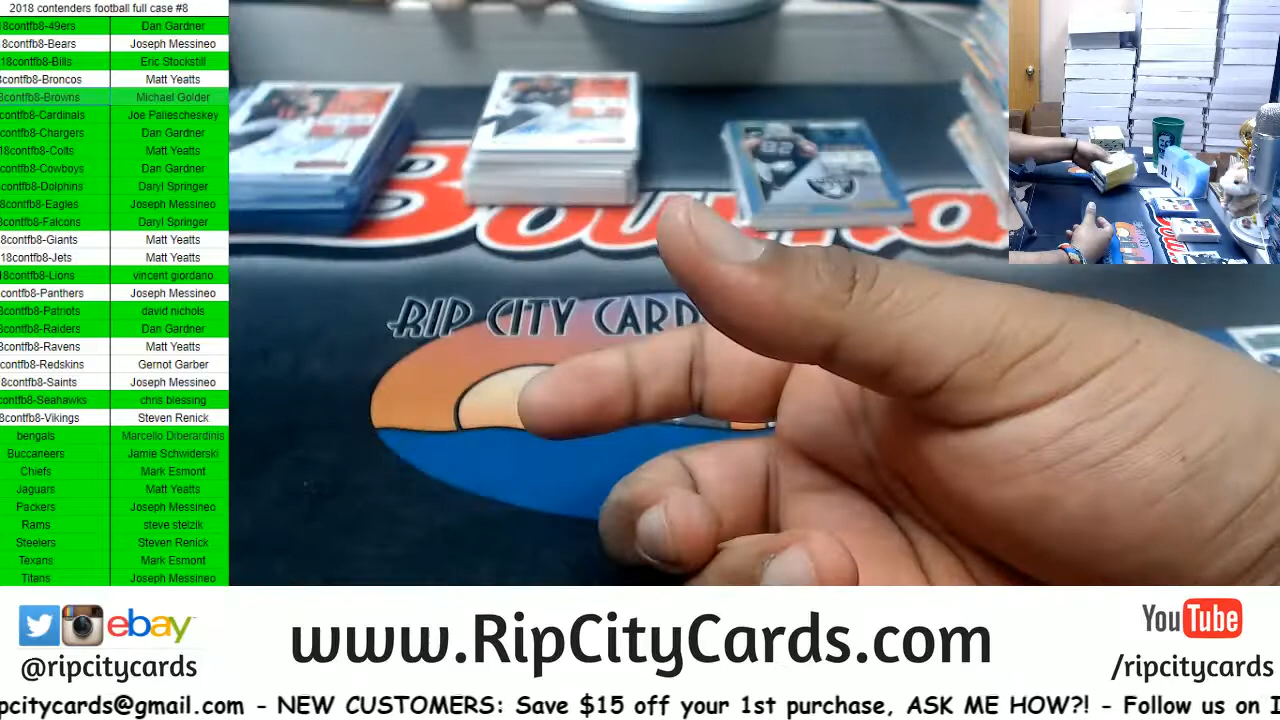 2018 contenders football full case #8
18contfb8-49ers Dan Gardner
8contfb8-Bears Joseph Messineo
18contfb8-Bills Eric Stockstill
8contfb8-Broncos Matt Yeatts
8contfb8-Browns Michael Golder
contfb8-Cardinals Joe Paliescheskey
contfb8-Chargers Dan Gardner
18contfb8-Colts Matt Yeatts
contfb8-Cowboys Dan Gardner
contfb8-Dolphins Daryl Springer
8contfb8-Eagles Joseph Messineo
8contfb8-Falcons Daryl Springer
8contfb8-Giants Matt Yeatts
18contfb8-Jets Matt Yeatts
18contfb8-Lions vincent giordano
contfb8-Panthers Joseph Messineo
contfb8-Patriots david nichols
8contfb8-Raiders Dan Gardner
8contfb8-Ravens Matt Yeatts
contfb8-Redskins Gernot Garber
8contfb8-Saints Joseph Messineo
contfb8-Seahawks chris blessing
8contfb8-Vikings Steven Renick
bengals Marcello Diberardinis
Buccaneers Jamie Schwiderski
Chiefs Mark Esmont
Jaguars Matt Yeatts
Packers Joseph Messineo
Rams steve stelzik
Steelers Steven Renick
Texans Mark Esmont
Titans Joseph Messineo
RIP CITY CARD
ebay
@ripcitycards
www.RipCityCards.com
YouTube
/ripcitycards
pcitycards@gmail.com - NEW CUSTOMERS: Save $15 off your 1st purchase, ASK ME HOW?! - Follow us on I